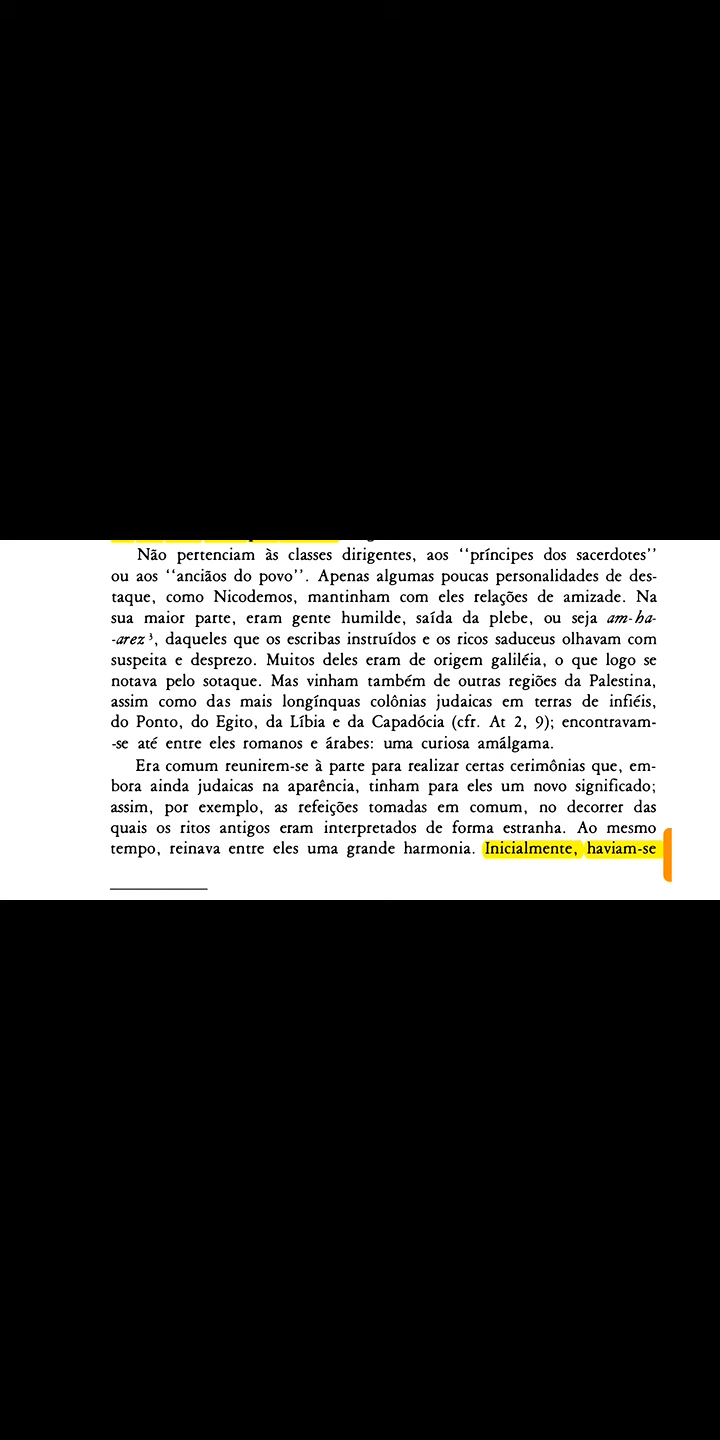 Não pertenciam às classes dirigentes, aos ‘‘príncipes dos sacerdotes’’
ou aos ‘‘anciãos do povo’’. Apenas algumas poucas personalidades de des-
taque, como Nicodemos, mantinham com eles relações de amizade. Na
sua maior parte, eram gente humilde, saída da plebe, ou seja am-ha-
-arez ³, daqueles que os escribas instruídos e os ricos saduceus olhavam com
suspeita e desprezo. Muitos deles eram de origem galiléia, o que logo se
notava pelo sotaque. Mas vinham também de outras regiões da Palestina,
assim como das mais longínquas colônias judaicas em terras de infiéis,
do Ponto, do Egito, da Líbia e da Capadócia (cfr. At 2, 9); encontravam-
-se até entre eles romanos e árabes: uma curiosa amálgama.
Era comum reunirem-se à parte para realizar certas cerimônias que, em-
bora ainda judaicas na aparência, tinham para eles um novo significado;
assim, por exemplo, as refeições tomadas em comum, no decorrer das
quais os ritos antigos eram interpretados de forma estranha. Ao mesmo
tempo, reinava entre eles uma grande harmonia. Inicialmente, haviam-se